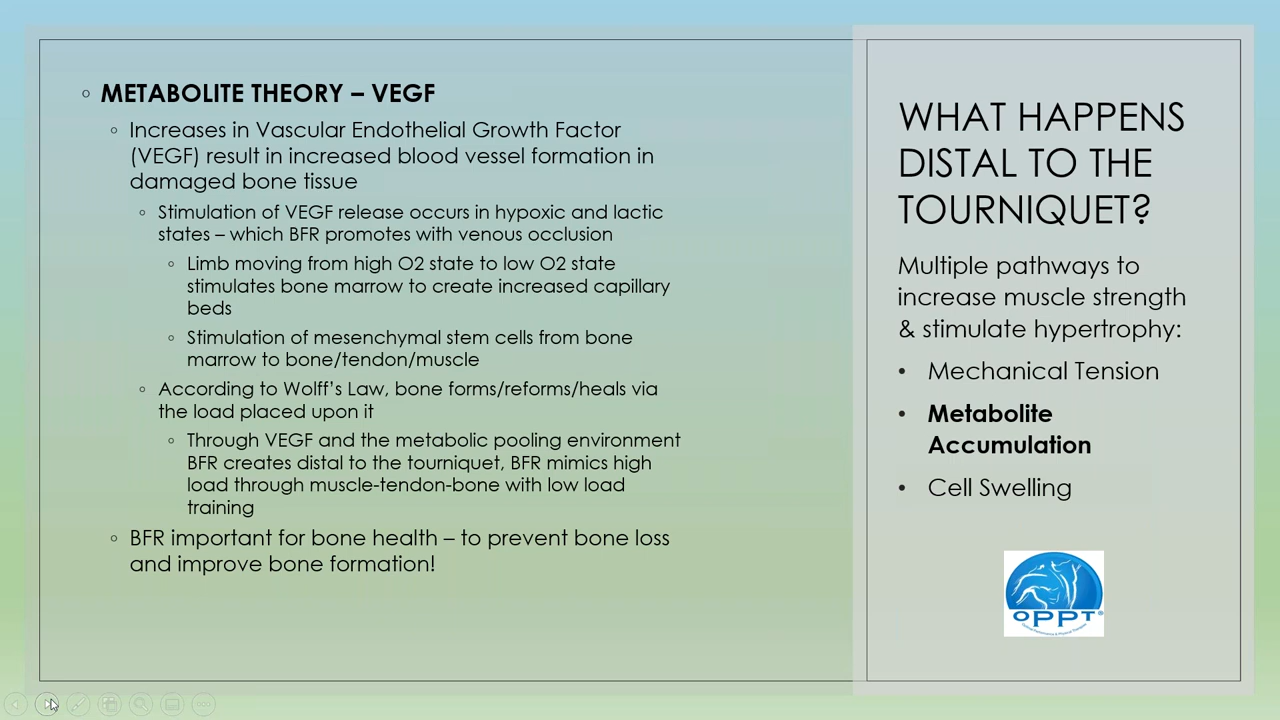 METABOLITE THEORY – VEGF
Increases in Vascular Endothelial Growth Factor
(VEGF) result in increased blood vessel formation in
damaged bone tissue
Stimulation of VEGF release occurs in hypoxic and lactic
states – which BFR promotes with venous occlusion
Limb moving from high O2 state to low O2 state
stimulates bone marrow to create increased capillary
beds
Stimulation of mesenchymal stem cells from bone
marrow to bone/tendon/muscle
According to Wolff's Law, bone forms/reforms/heals via
the load placed upon it
Through VEGF and the metabolic pooling environment
BFR creates distal to the tourniquet, BFR mimics high
load through muscle-tendon-bone with low load
training
BFR important for bone health – to prevent bone loss
and improve bone formation!
WHAT HAPPENS
DISTAL TO THE
TOURNIQUET?
Multiple pathways to
increase muscle strength
& stimulate hypertrophy:
• Mechanical Tension
• Metabolite
Accumulation
• Cell Swelling
OPPT®